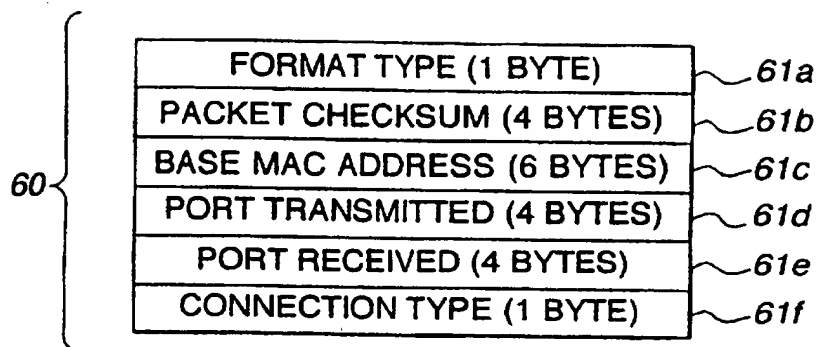 FORMAT TYPE (1 BYTE) 61a
PACKET CHECKSUM (4 BYTES) 61b
BASE MAC ADDRESS (6 BYTES) 61c
60
PORT TRANSMITTED (4 BYTES) 61d
PORT RECEIVED (4 BYTES) 61e
CONNECTION TYPE (1 BYTE) 61f